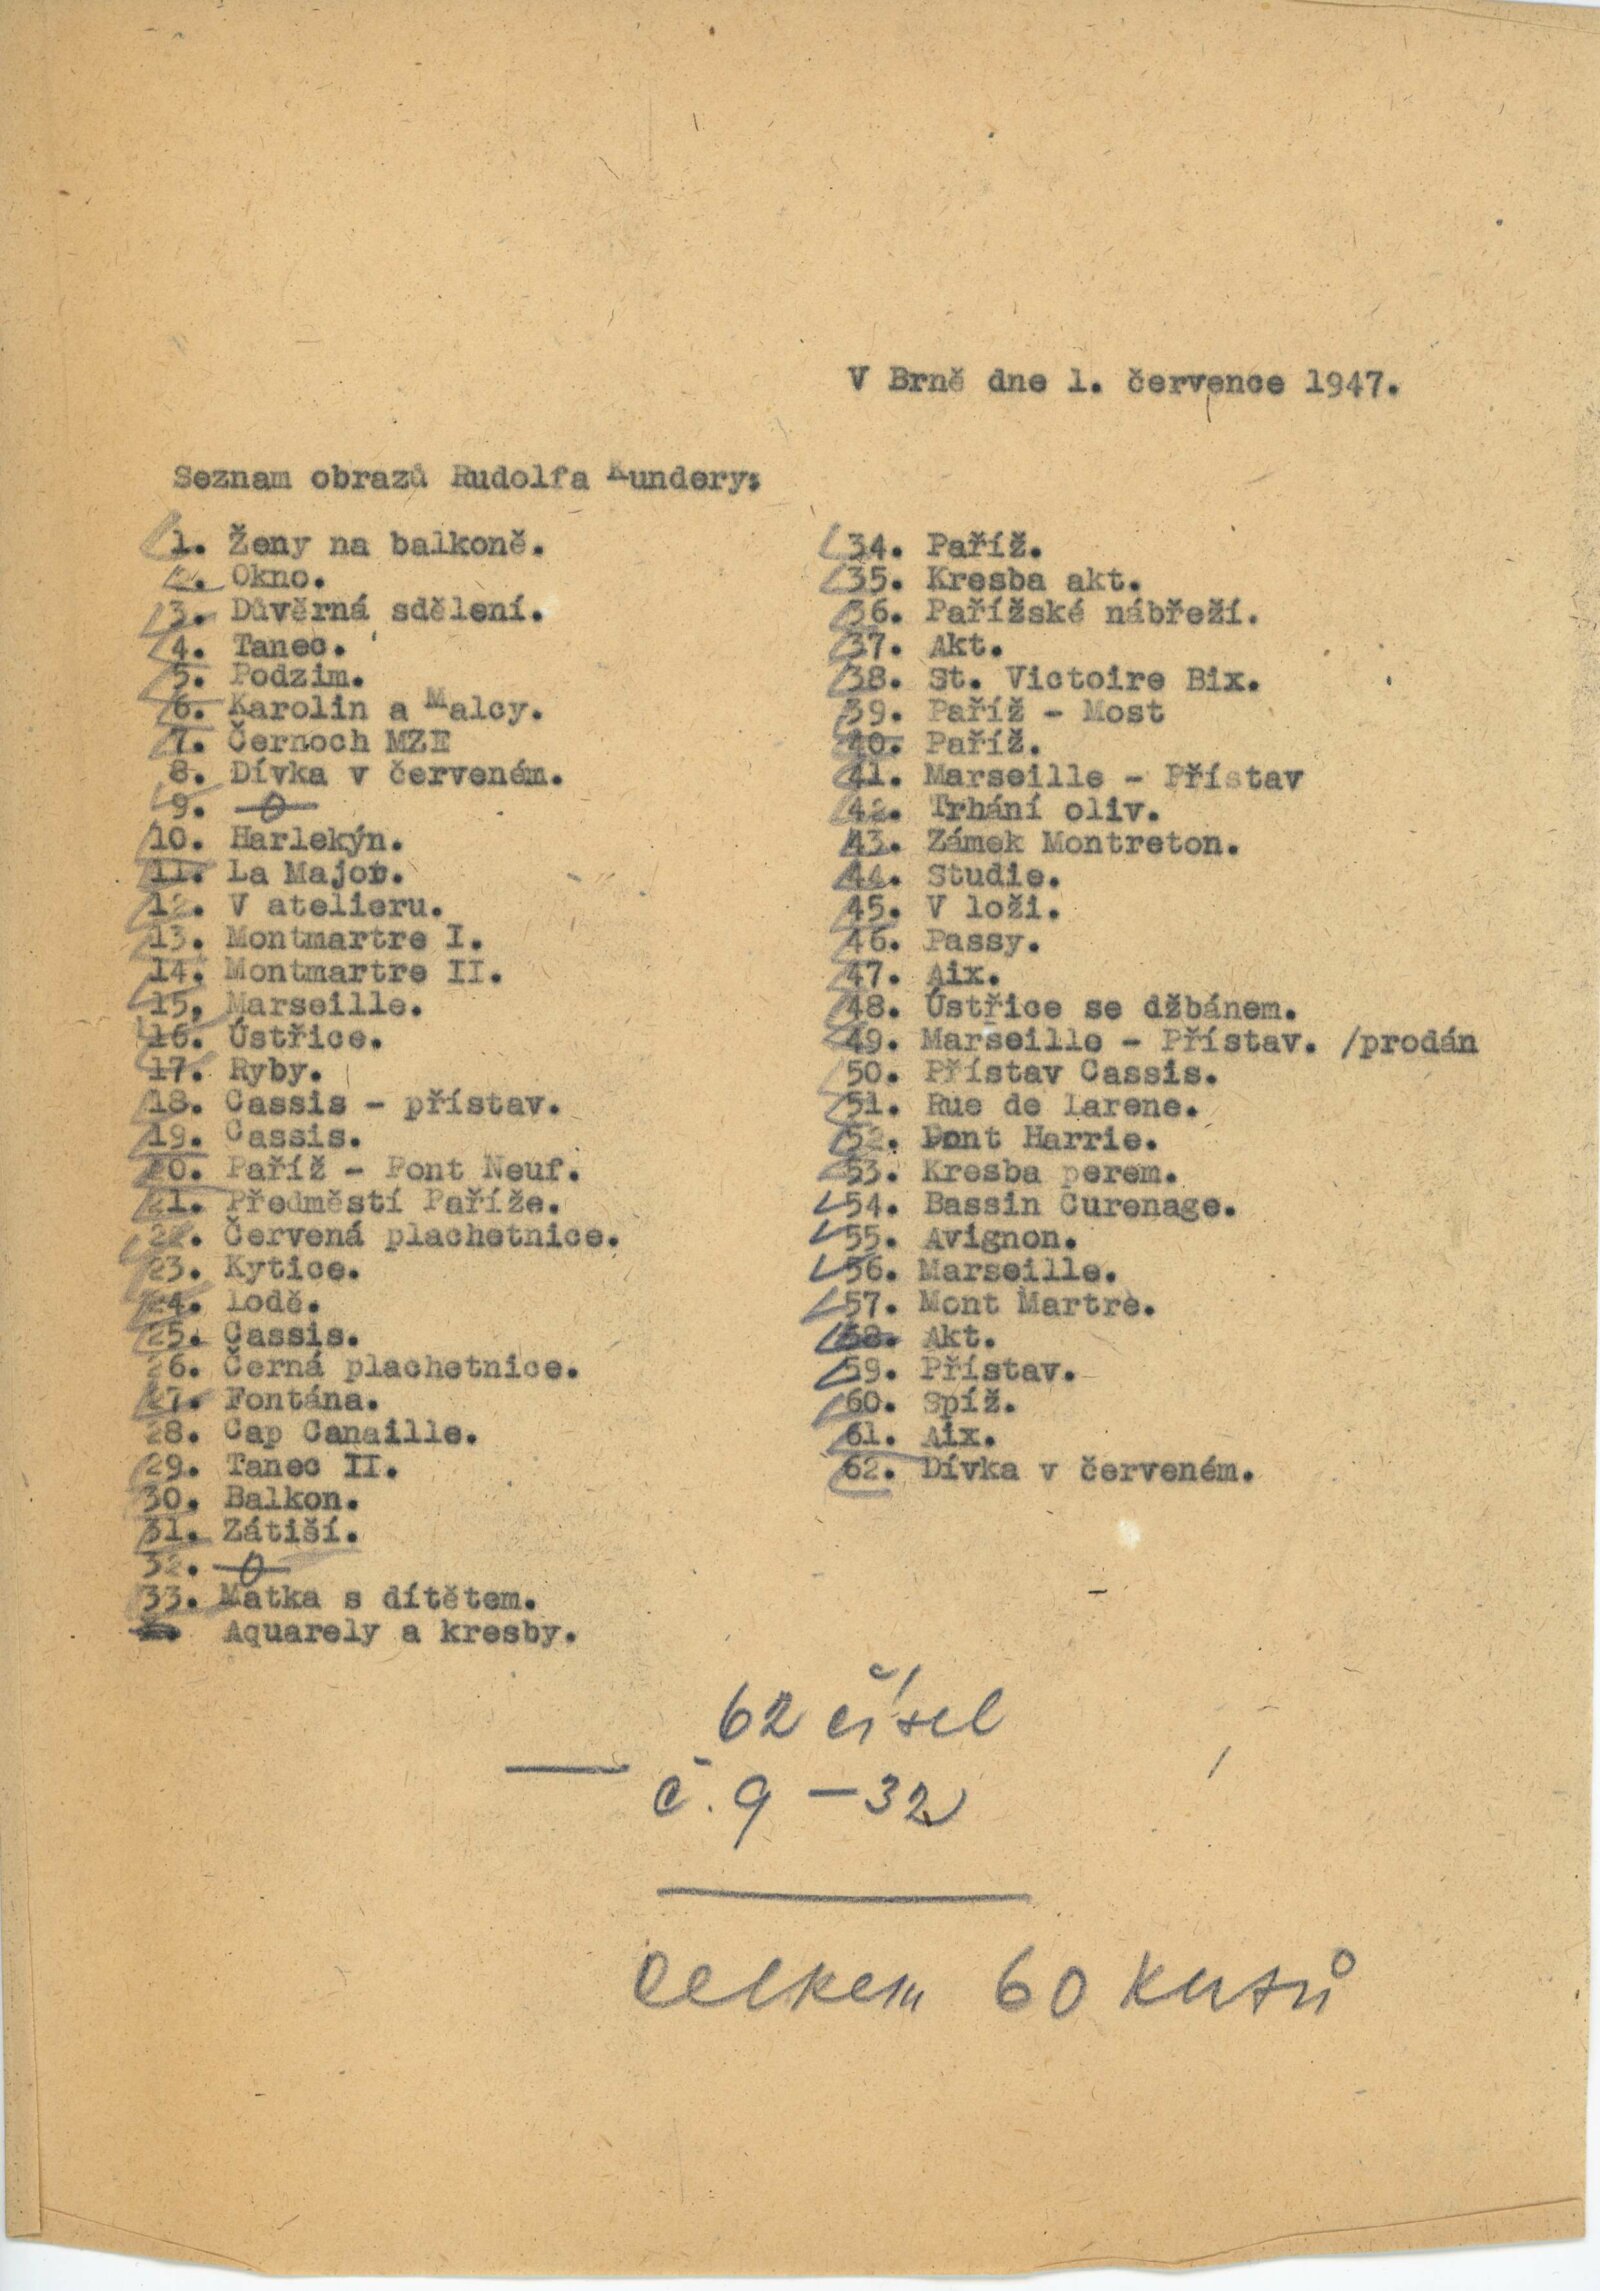 V Brně dne 1. července 1947.
Seznam obrazů Rudolfa Kundery:
1. Ženy na balkoně.
2. Okno.
3. Důvěrná sdělení.
4. Tanec.
5. Podzim.
6. Karolin a Malcy.
7. Černoch MZE
8. Dívka v červeném.
9. —0—
10. Harlekýn.
11. La Major.
12. V atelieru.
13. Montmartre I.
14. Montmartre II.
15. Marseille.
16. Ústřice.
17. Ryby.
18. Cassis - přístav.
19. Cassis.
20. Paříž - Pont Neuf.
21. Předměstí Paříže.
22. Červená plachetnice.
23. Kytice.
24. Lodě.
25. Cassis.
26. Černá plachetnice.
27. Fontána.
28. Cap Canaille.
29. Tanec II.
30. Balkon.
31. Zátiší.
32. —0—
33. Matka s dítětem.
Aquarely a kresby.
34. Paříž.
35. Kresba akt.
36. Pařížské nábřeží.
37. Akt.
38. St. Victoire Bix.
39. Paříž - Most
40. Paříž.
41. Marseille - Přístav
42. Trhání oliv.
43. Zámek Montreton.
44. Studie.
45. V loži.
46. Passy.
47. Aix.
48. Ústřice se džbánem.
49. Marseille - Přístav. /prodán
50. Přístav Cassis.
51. Rue de Larene.
52. Pont Harrie.
53. Kresba perem.
54. Bassin Curenage.
55. Avignon.
56. Marseille.
57. Mont Martre.
58. Akt.
59. Přístav.
60. Spíž.
61. Aix.
62. Dívka v červeném.
62 čísel
— č. 9 – 32
celkem 60 kusů